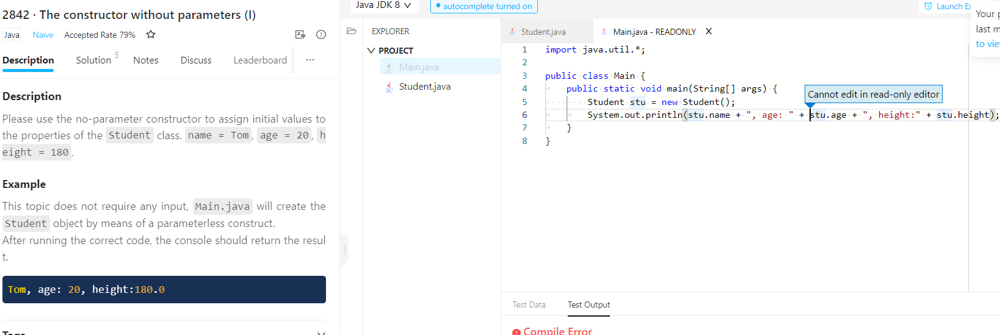 2842 · The constructor without parameters (I)
Java Naive Accepted Rate 79%
Description Solution 5 Notes Discuss Leaderboard ...
Description
Please use the no-parameter constructor to assign initial values to
the properties of the Student class. name = Tom, age = 20, h
eight = 180.
Example
This topic does not require any input, Main.java will create the
Student object by means of a parameterless construct.
After running the correct code, the console should return the resul
t.
Tom, age: 20, height:180.0
Java JDK 8
autocomplete turned on
EXPLORER
PROJECT
Main.java
Student.java
Student.java
Main.java - READONLY X
1 import java.util.*;
2
3 public class Main {
4 public static void main(String[] args) {
5 Student stu = new Student();
6 System.out.println(stu.name + ", age: " + stu.age + ", height:" + stu.height);
7 }
8 }
Cannot edit in read-only editor
Test Data Test Output
Compile Error
Launch
Your
last
to